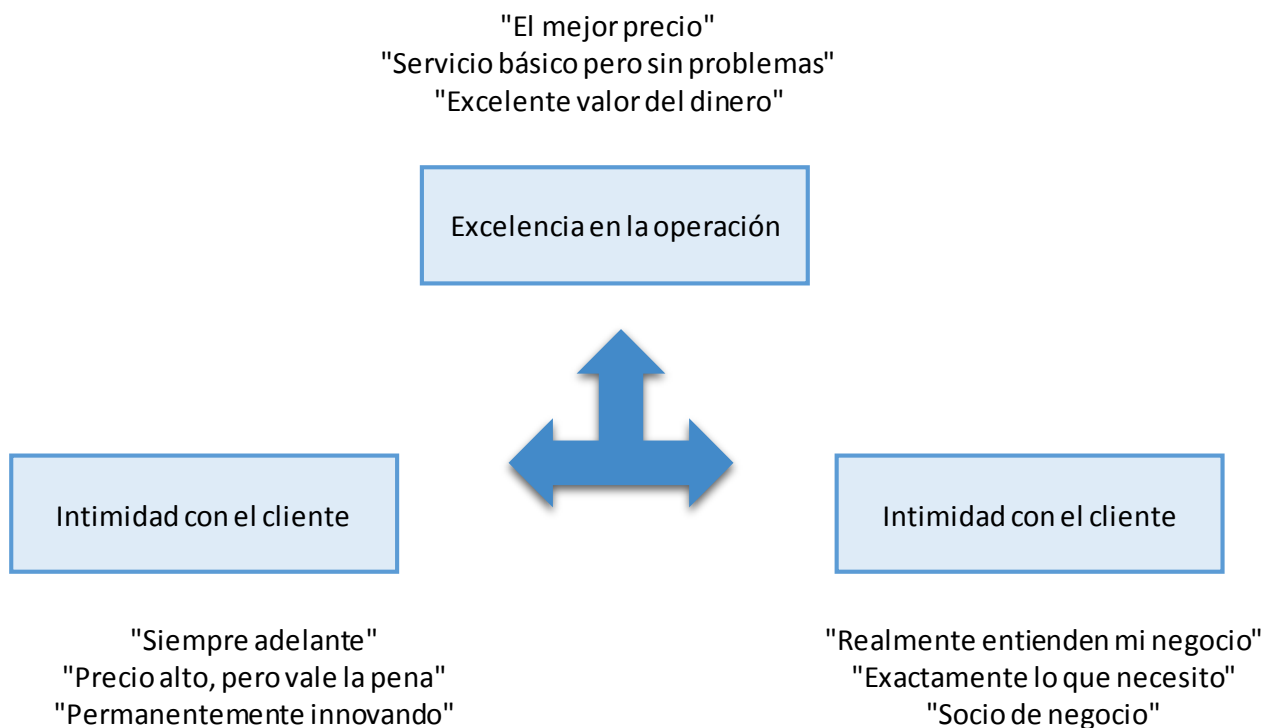 "El mejor precio"
"Servicio básico pero sin problemas"
"Excelente valor del dinero"
Excelencia en la operación
Intimidad con el cliente
Intimidad con el cliente
"Siempre adelante"
"Precio alto, pero vale la pena"
"Permanentemente innovando"
"Realmente entienden mi negocio"
"Exactamente lo que necesito"
"Socio de negocio"